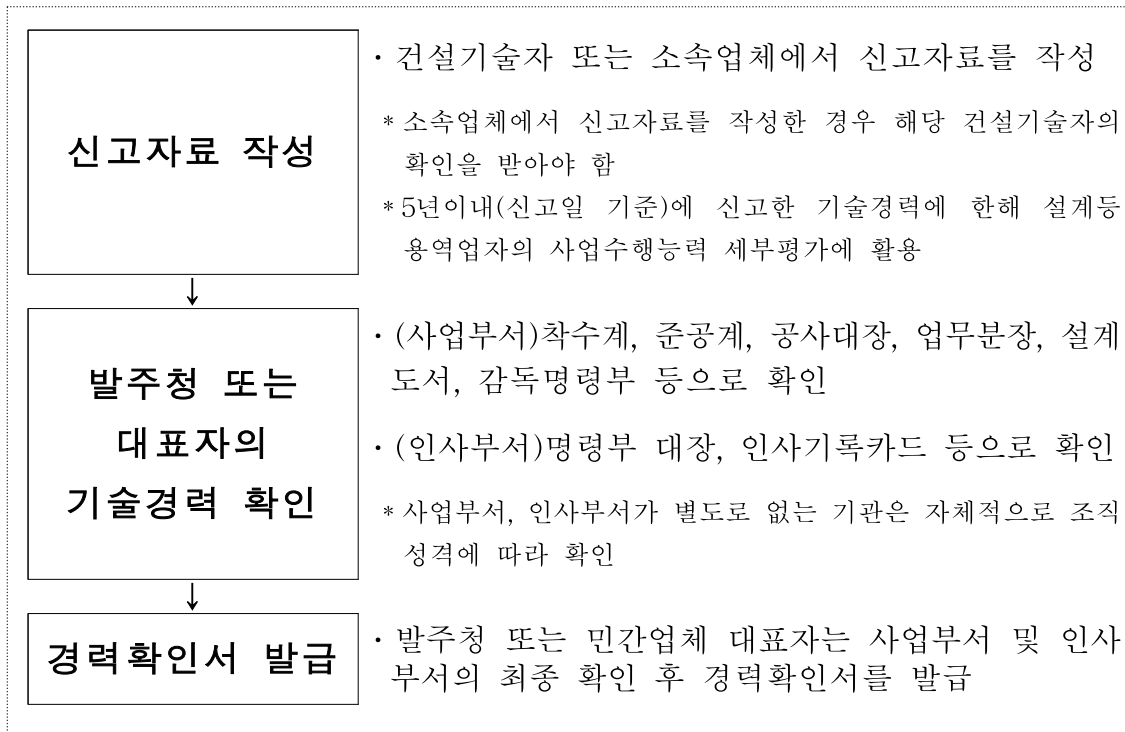 신고자료 작성
· 건설기술자 또는 소속업체에서 신고자료를 작성
* 소속업체에서 신고자료를 작성한 경우 해당 건설기술자의
확인을 받아야 함
* 5년이내(신고일 기준)에 신고한 기술경력에 한해 설계등
용역업자의 사업수행능력 세부평가에 활용
↓
발주청 또는
대표자의
기술경력 확인
· (사업부서)착수계, 준공계, 공사대장, 업무분장, 설계
도서, 감독명령부 등으로 확인
· (인사부서)명령부 대장, 인사기록카드 등으로 확인
* 사업부서, 인사부서가 별도로 없는 기관은 자체적으로 조직
성격에 따라 확인
↓
경력확인서 발급
· 발주청 또는 민간업체 대표자는 사업부서 및 인사
부서의 최종 확인 후 경력확인서를 발급